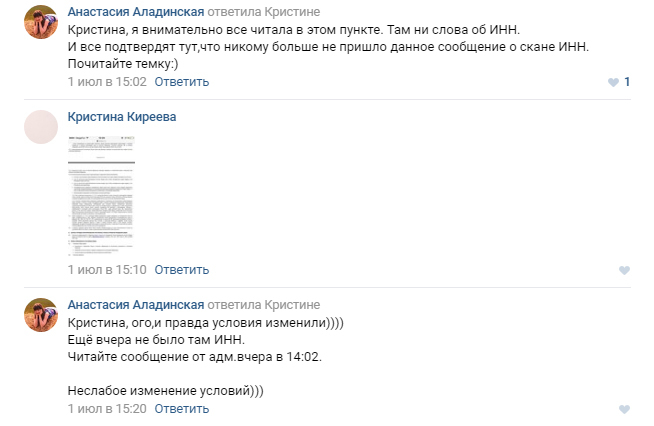 Анастасия Аладинская ответила Кристине
Кристина, я внимательно все читала в этом пункте. Там ни слова об ИНН.
И все подтвердят тут,что никому больше не пришло данное сообщение о скане ИНН.
Почитайте темку:)
1 июл в 15:02 Ответить 1
Кристина Киреева
1 июл в 15:10 Ответить
Анастасия Аладинская ответила Кристине
Кристина, ого,и правда условия изменили))))
Ещё вчера не было там ИНН.
Читайте сообщение от адм.вчера в 14:02.
Неслабое изменение условий)))
1 июл в 15:20 Ответить